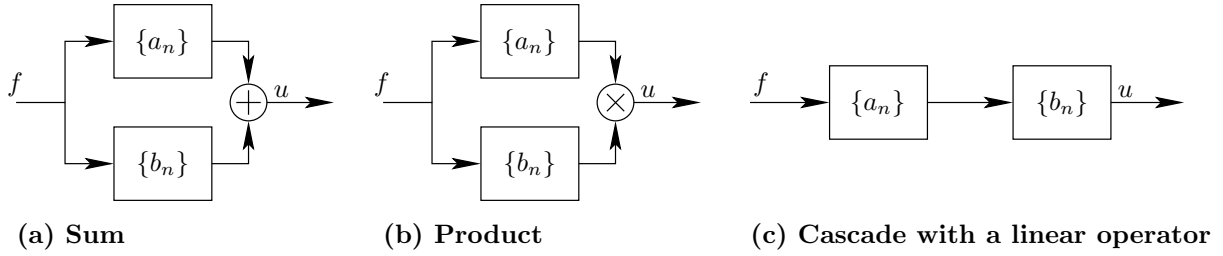 {a_n}
f
u
{b_n}
(a) Sum
{a_n}
f
u
{b_n}
(b) Product
f
{a_n}
{b_n}
u
(c) Cascade with a linear operator